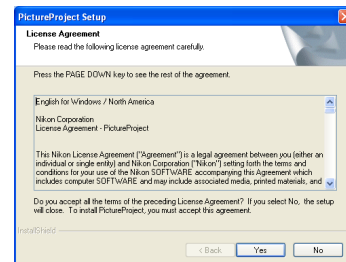 PictureProject Setup
License Agreement
Please read the following license agreement carefully.
Press the PAGE DOWN key to see the rest of the agreement.
English for Windows / North America
Nikon Corporation
License Agreement - PictureProject
This Nikon License Agreement ("Agreement") is a legal agreement between you (either an
individual or single entity) and Nikon Corporation ("Nikon") setting forth the terms and
conditions for your use of the Nikon SOFTWARE accompanying this Agreement which
includes computer SOFTWARE and may include associated media, printed materials, and
Do you accept all the terms of the preceding License Agreement? If you select No, the setup
will close. To install PictureProject, you must accept this agreement.
InstallShield
< Back Yes No